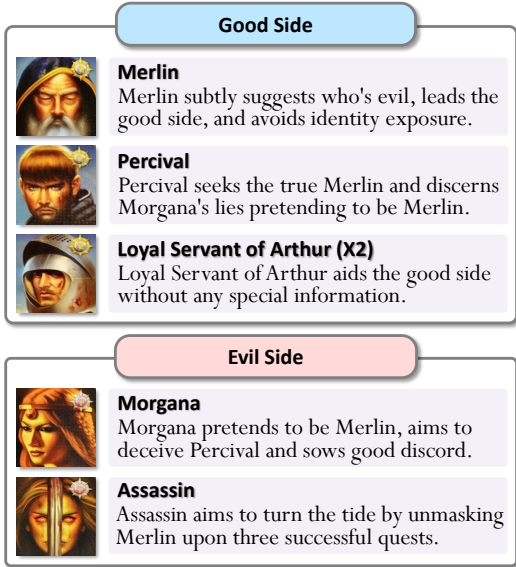 Good Side
Merlin
Merlin subtly suggests who's evil, leads the
good side, and avoids identity exposure.
Percival
Percival seeks the true Merlin and discerns
Morgana's lies pretending to be Merlin.
Loyal Servant of Arthur (X2)
Loyal Servant of Arthur aids the good side
without any special information.
Evil Side
Morgana
Morgana pretends to be Merlin, aims to
deceive Percival and sows good discord.
Assassin
Assassin aims to turn the tide by unmasking
Merlin upon three successful quests.